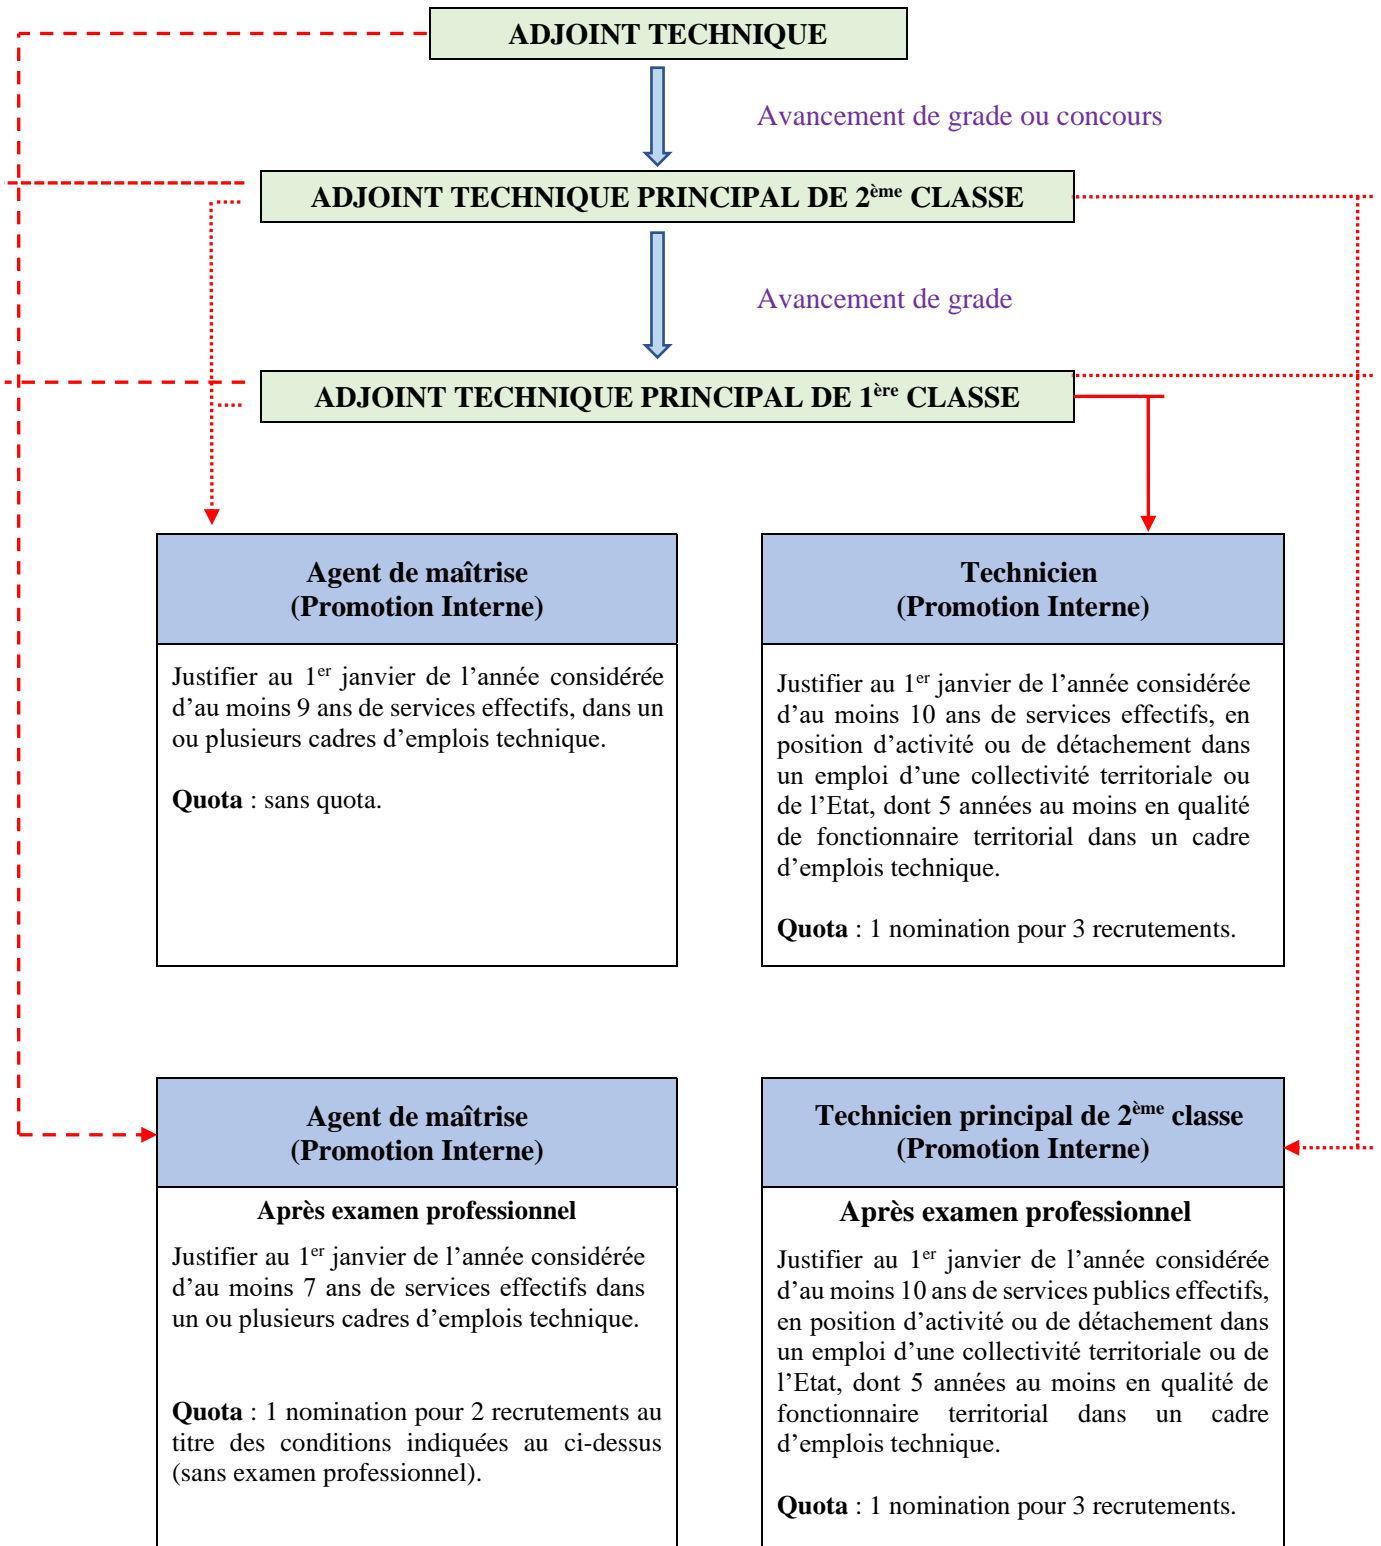 ADJOINT TECHNIQUE
Avancement de grade ou concours
ADJOINT TECHNIQUE PRINCIPAL DE 2ème CLASSE
Avancement de grade
ADJOINT TECHNIQUE PRINCIPAL DE 1ère CLASSE
Agent de maîtrise
(Promotion Interne)
Justifier au 1er janvier de l’année considérée
d’au moins 9 ans de services effectifs, dans un
ou plusieurs cadres d’emplois technique.
Quota : sans quota.
Technicien
(Promotion Interne)
Justifier au 1er janvier de l’année considérée
d’au moins 10 ans de services effectifs, en
position d’activité ou de détachement dans
un emploi d’une collectivité territoriale ou
de l’Etat, dont 5 années au moins en qualité
de fonctionnaire territorial dans un cadre
d’emplois technique.
Quota : 1 nomination pour 3 recrutements.
Agent de maîtrise
(Promotion Interne)
Après examen professionnel
Justifier au 1er janvier de l’année considérée
d’au moins 7 ans de services effectifs dans
un ou plusieurs cadres d’emplois technique.
Quota : 1 nomination pour 2 recrutements au
titre des conditions indiquées au ci-dessus
(sans examen professionnel).
Technicien principal de 2ème classe
(Promotion Interne)
Après examen professionnel
Justifier au 1er janvier de l’année considérée
d’au moins 10 ans de services publics effectifs,
en position d’activité ou de détachement dans
un emploi d’une collectivité territoriale ou de
l’Etat, dont 5 années au moins en qualité de
fonctionnaire territorial dans un cadre
d’emplois technique.
Quota : 1 nomination pour 3 recrutements.